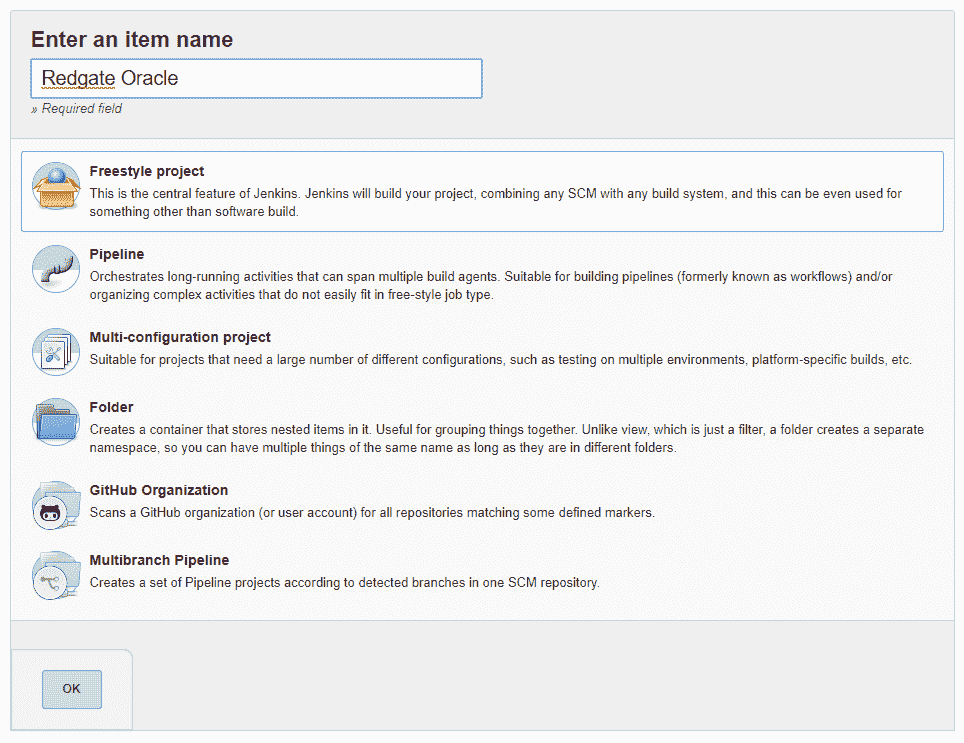 Enter an item name
Redgate Oracle
» Required field
Freestyle project
This is the central feature of Jenkins. Jenkins will build your project, combining any SCM with any build system, and this can be even used for
something other than software build.
Pipeline
Orchestrates long-running activities that can span multiple build agents. Suitable for building pipelines (formerly known as workflows) and/or
organizing complex activities that do not easily fit in free-style job type.
Multi-configuration project
Suitable for projects that need a large number of different configurations, such as testing on multiple environments, platform-specific builds, etc.
Folder
Creates a container that stores nested items in it. Useful for grouping things together. Unlike view, which is just a filter, a folder creates a separate
namespace, so you can have multiple things of the same name as long as they are in different folders.
GitHub Organization
Scans a GitHub organization (or user account) for all repositories matching some defined markers.
Multibranch Pipeline
Creates a set of Pipeline projects according to detected branches in one SCM repository.
OK